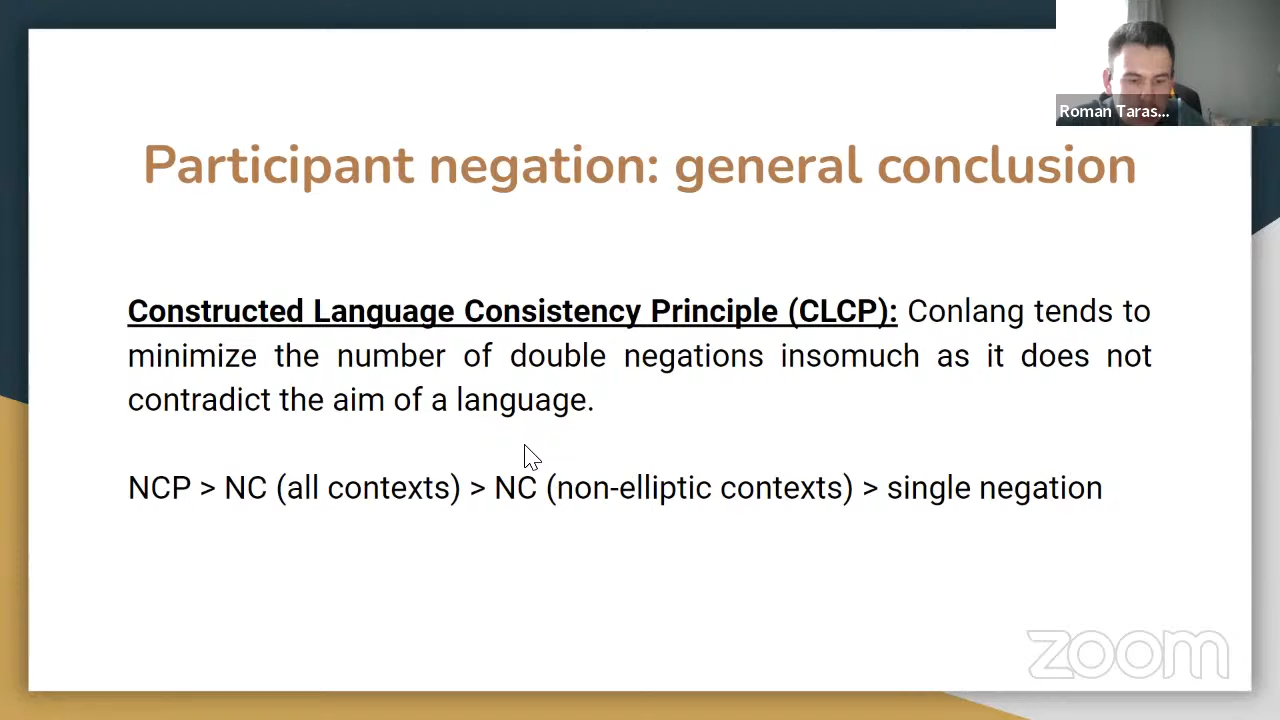 Roman Taras...
Participant negation: general conclusion
Constructed Language Consistency Principle (CLCP): Conlang tends to
minimize the number of double negations insomuch as it does not
contradict the aim of a language.
NCP > NC (all contexts) > NC (non-elliptic contexts) > single negation
zoom